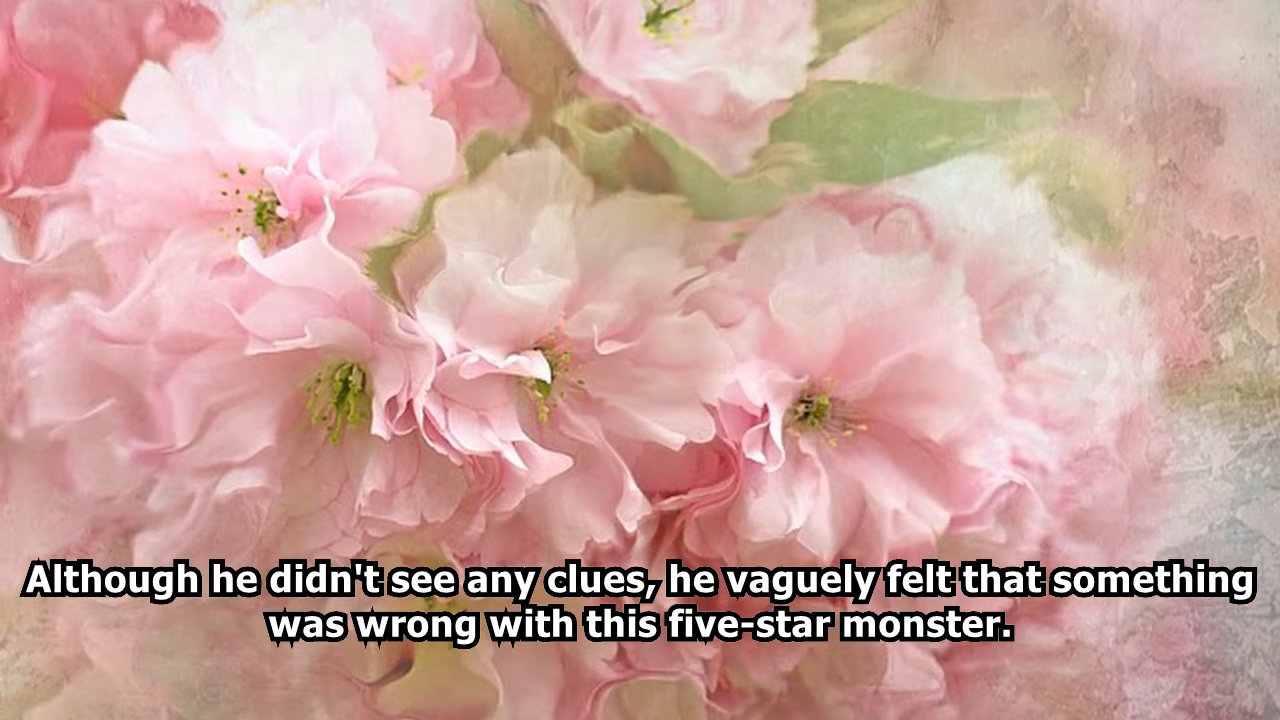 Although he didn't see any clues, he vaguely felt that something
was wrong with this five-star monster.